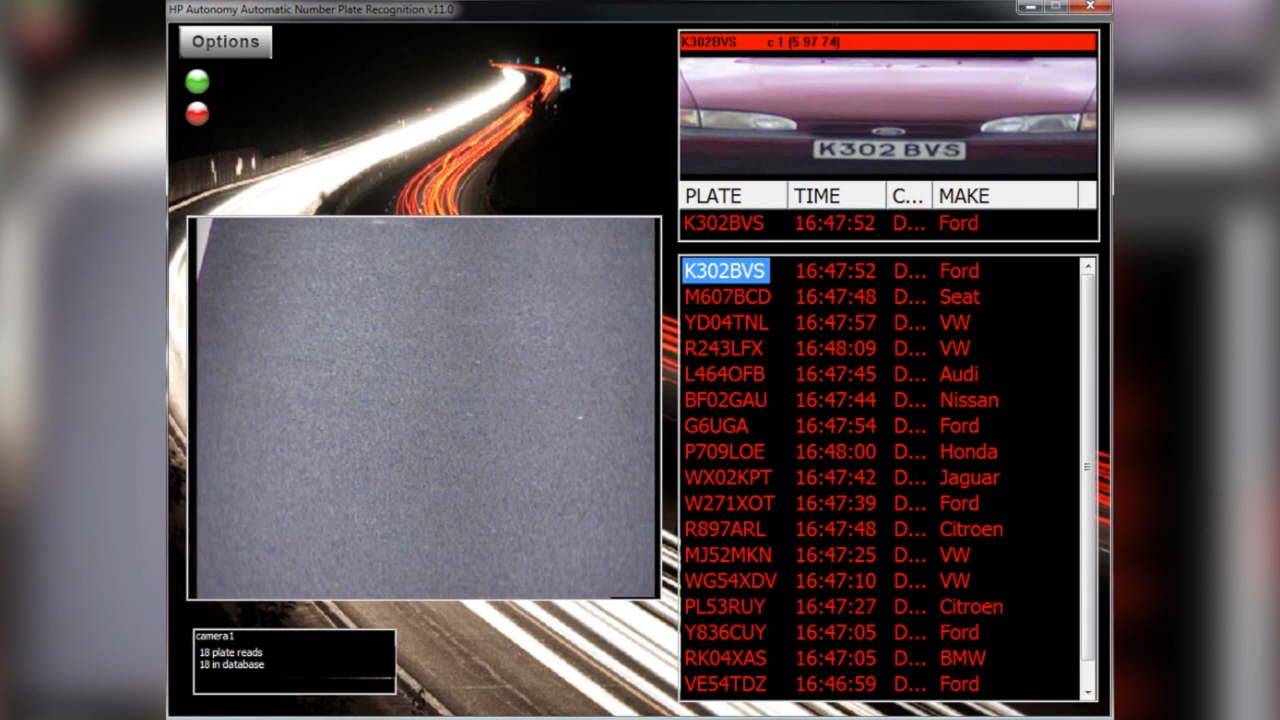 HP Autonomy Automatic Number Plate Recognition v11.0
Options
K302BVS c 1 (5 97 74)
K302 BVS
PLATE TIME C... MAKE
K302BVS 16:47:52 D... Ford
K302BVS 16:47:52 D... Ford
M607BCD 16:47:48 D... Seat
YD04TNL 16:47:57 D... VW
R243LFX 16:48:09 D... VW
L464OFB 16:47:45 D... Audi
BF02GAU 16:47:44 D... Nissan
G6UGA 16:47:54 D... Ford
P709LOE 16:48:00 D... Honda
WX02KPT 16:47:42 D... Jaguar
W271XOT 16:47:39 D... Ford
R897ARL 16:47:48 D... Citroen
MJ52MKN 16:47:25 D... VW
WG54XDV 16:47:10 D... VW
PL53RUY 16:47:27 D... Citroen
Y836CUY 16:47:05 D... Ford
RK04XAS 16:47:05 D... BMW
VE54TDZ 16:46:59 D... Ford
camera1
18 plate reads
18 in database